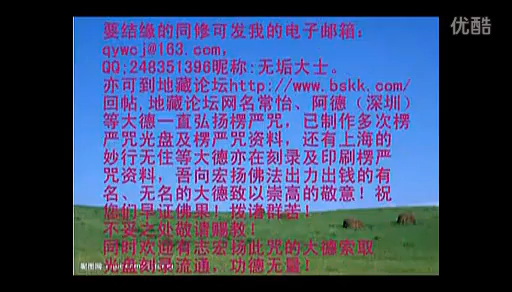 要结缘的同修可发我的电子邮箱：
优酷
qywcj@163.com，
QQ;246351396昵称:无垢大士。
亦可到地藏论坛http://www.bskk.com/
回帖,地藏论坛网名常怡、阿德（深圳）
等大德一直弘扬楞严咒，已制作多次楞
严咒光盘及楞严咒资料，还有上海的
妙行无住等大德亦在刻录及印刷楞严
咒资料，吾向宏扬佛法出力出钱的有
名、无名的大德致以崇高的敬意！祝
他们早证佛果！拨诸群苦！
不妥之处敬请赐教！
同时欢迎有志宏扬此咒的大德索取
光盘刻录流通，功德无量！
昵图网